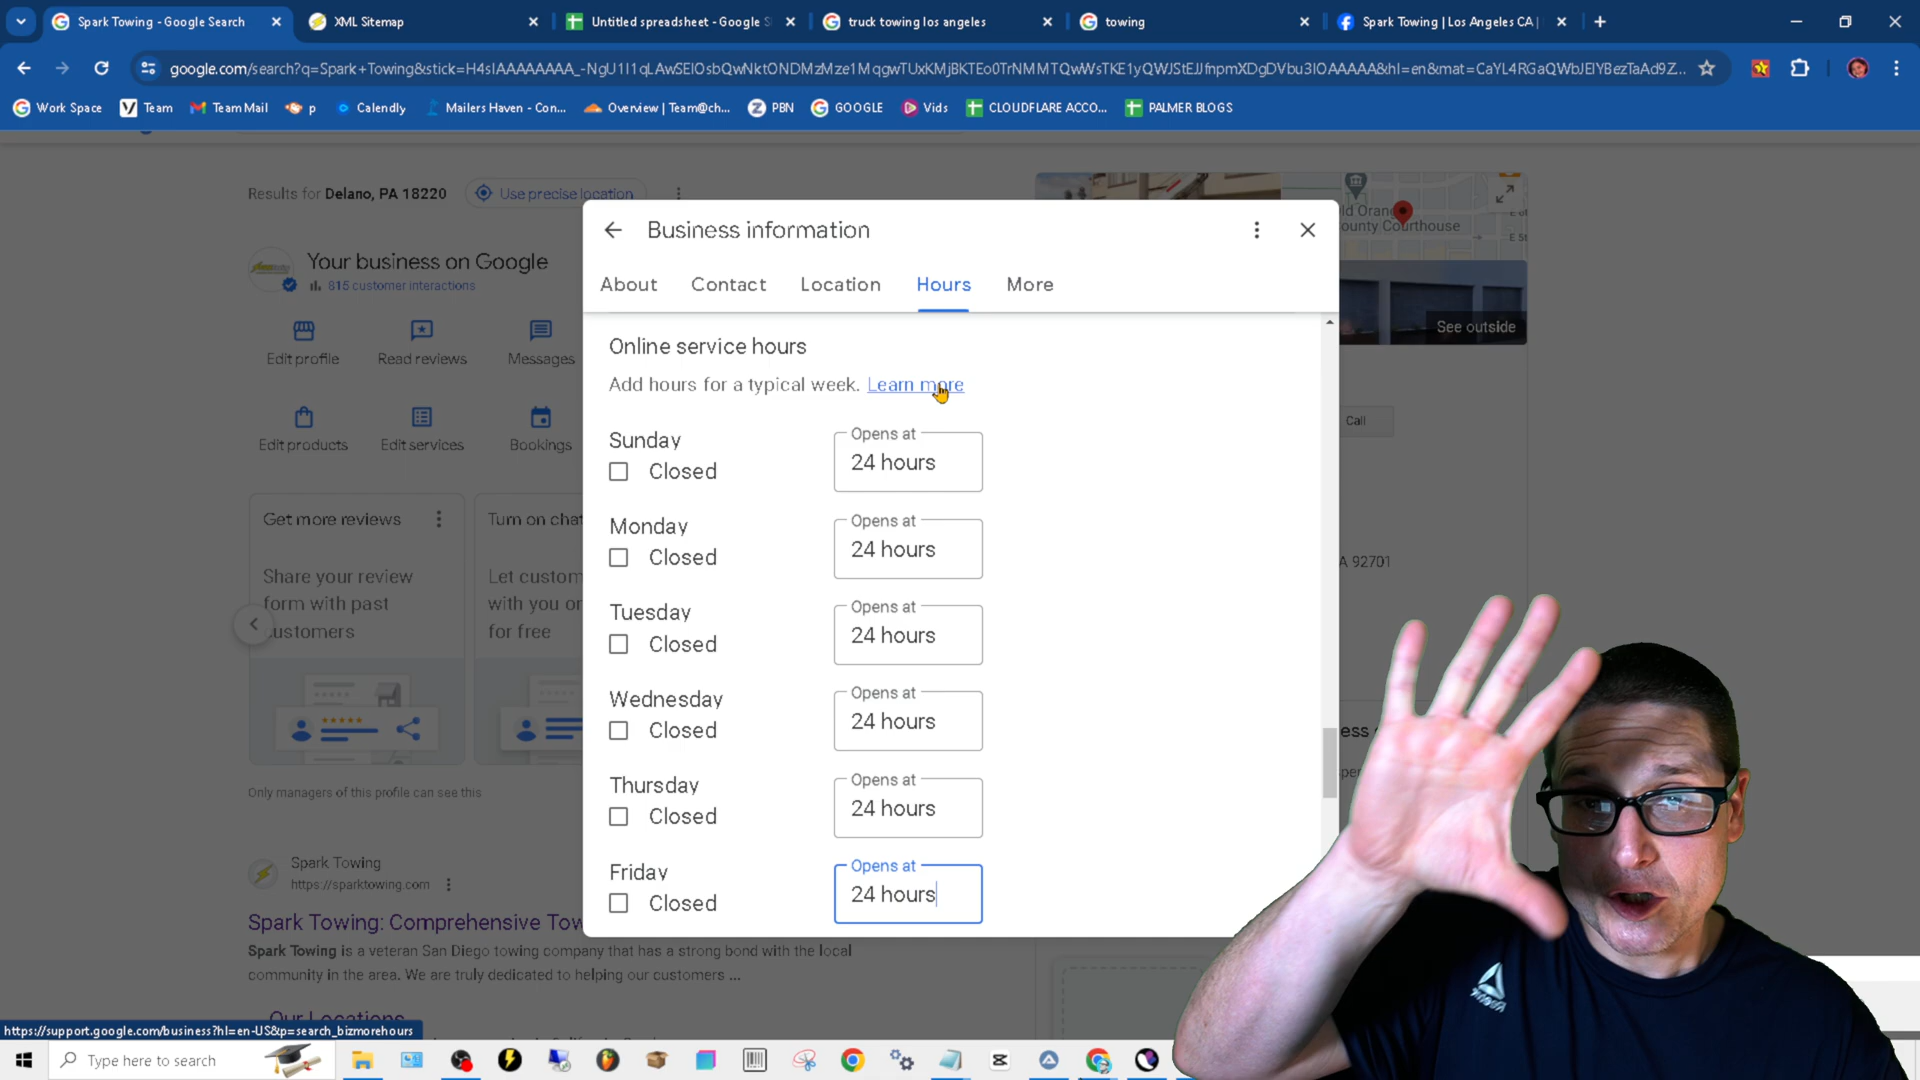 Spark Towing - Google Search
XML Sitemap
Untitled spreadsheet - Google S
truck towing los angeles
towing
Spark Towing | Los Angeles CA |
Work Space
Team
Team Mail
p
Calendly
Mailers Haven - Con...
Overview | Team@ch...
PBN
GOOGLE
Vids
CLOUDFLARE ACCO...
PALMER BLOGS
Results for Delano, PA 18220
Use precise location
Your business on Google
815 customer interactions
Edit profile
Read reviews
Messages
Edit products
Edit services
Bookings
Get more reviews
Turn on chat
Share your review
form with past
customers
Let custom
with you or
for free
Only managers of this profile can see this
Spark Towing
https://sparktowing.com
Spark Towing: Comprehensive Tow
Spark Towing is a veteran San Diego towing company that has a strong bond with the local
community in the area. We are truly dedicated to helping our customers ...
Our Locations
https://support.google.com/business?hl=en-US&p=search_bizmorehours
Business information
About
Contact
Location
Hours
More
Online service hours
Add hours for a typical week. Learn more
Sunday
Closed
Opens at
24 hours
Monday
Closed
Opens at
24 hours
Tuesday
Closed
Opens at
24 hours
Wednesday
Closed
Opens at
24 hours
Thursday
Closed
Opens at
24 hours
Friday
Closed
Opens at
24 hours
ld Oran
ounty Courthouse
See outside
Call
A 92701
Type here to search